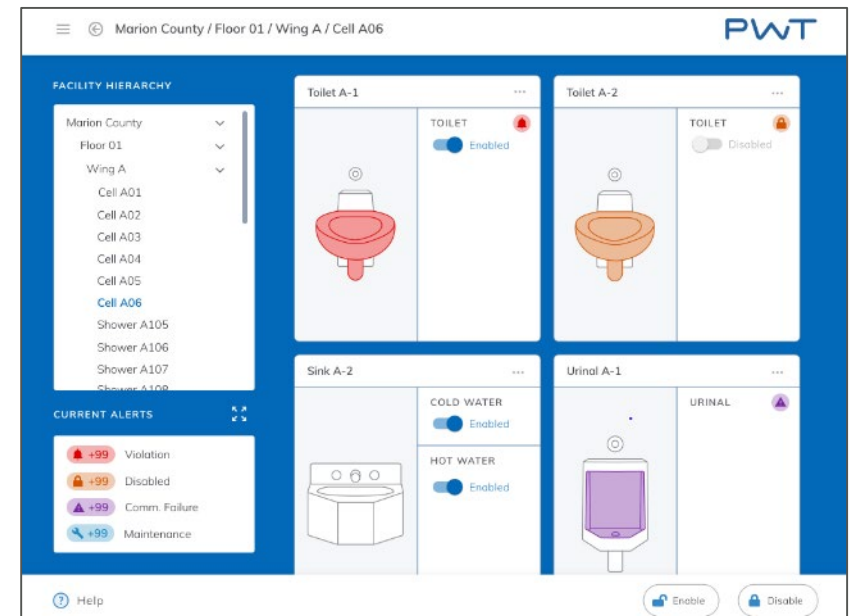 Marion County / Floor 01 / Wing A / Cell A06
PWT
FACILITY HIERARCHY
Marion County
Floor 01
Wing A
Cell A01
Cell A02
Cell A03
Cell A04
Cell A05
Cell A06
Shower A105
Shower A106
Shower A107
Shower A108
CURRENT ALERTS
+99 Violation
+99 Disabled
+99 Comm. Failure
+99 Maintenance
Toilet A-1
TOILET
Enabled
Toilet A-2
TOILET
Disabled
Sink A-2
COLD WATER
Enabled
HOT WATER
Enabled
Urinal A-1
URINAL
Help
Enable
Disable